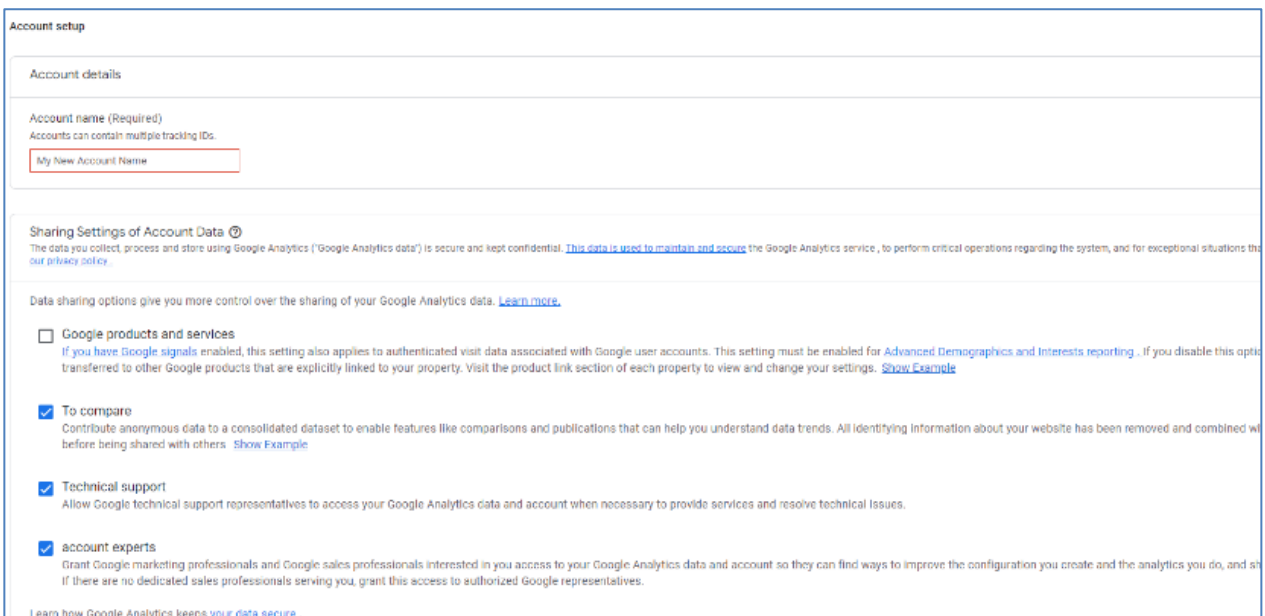 Account setup
Account details
Account name (Required)
Accounts can contain multiple tracking IDs.
My New Account Name
Sharing Settings of Account Data
The data you collect, process and store using Google Analytics ("Google Analytics data") is secure and kept confidential. This data is used to maintain and secure the Google Analytics service , to perform critical operations regarding the system, and for exceptional situations tha
our privacy policy .
Data sharing options give you more control over the sharing of your Google Analytics data. Learn more.
Google products and services
If you have Google signals enabled, this setting also applies to authenticated visit data associated with Google user accounts. This setting must be enabled for Advanced Demographics and Interests reporting . If you disable this optio
transferred to other Google products that are explicitly linked to your property. Visit the product link section of each property to view and change your settings. Show Example
To compare
Contribute anonymous data to a consolidated dataset to enable features like comparisons and publications that can help you understand data trends. All identifying information about your website has been removed and combined wi
before being shared with others. Show Example
Technical support
Allow Google technical support representatives to access your Google Analytics data and account when necessary to provide services and resolve technical issues.
account experts
Grant Google marketing professionals and Google sales professionals interested in you access to your Google Analytics data and account so they can find ways to improve the configuration you create and the analytics you do, and sh
If there are no dedicated sales professionals serving you, grant this access to authorized Google representatives.
Learn how Google Analytics keeps your data secure